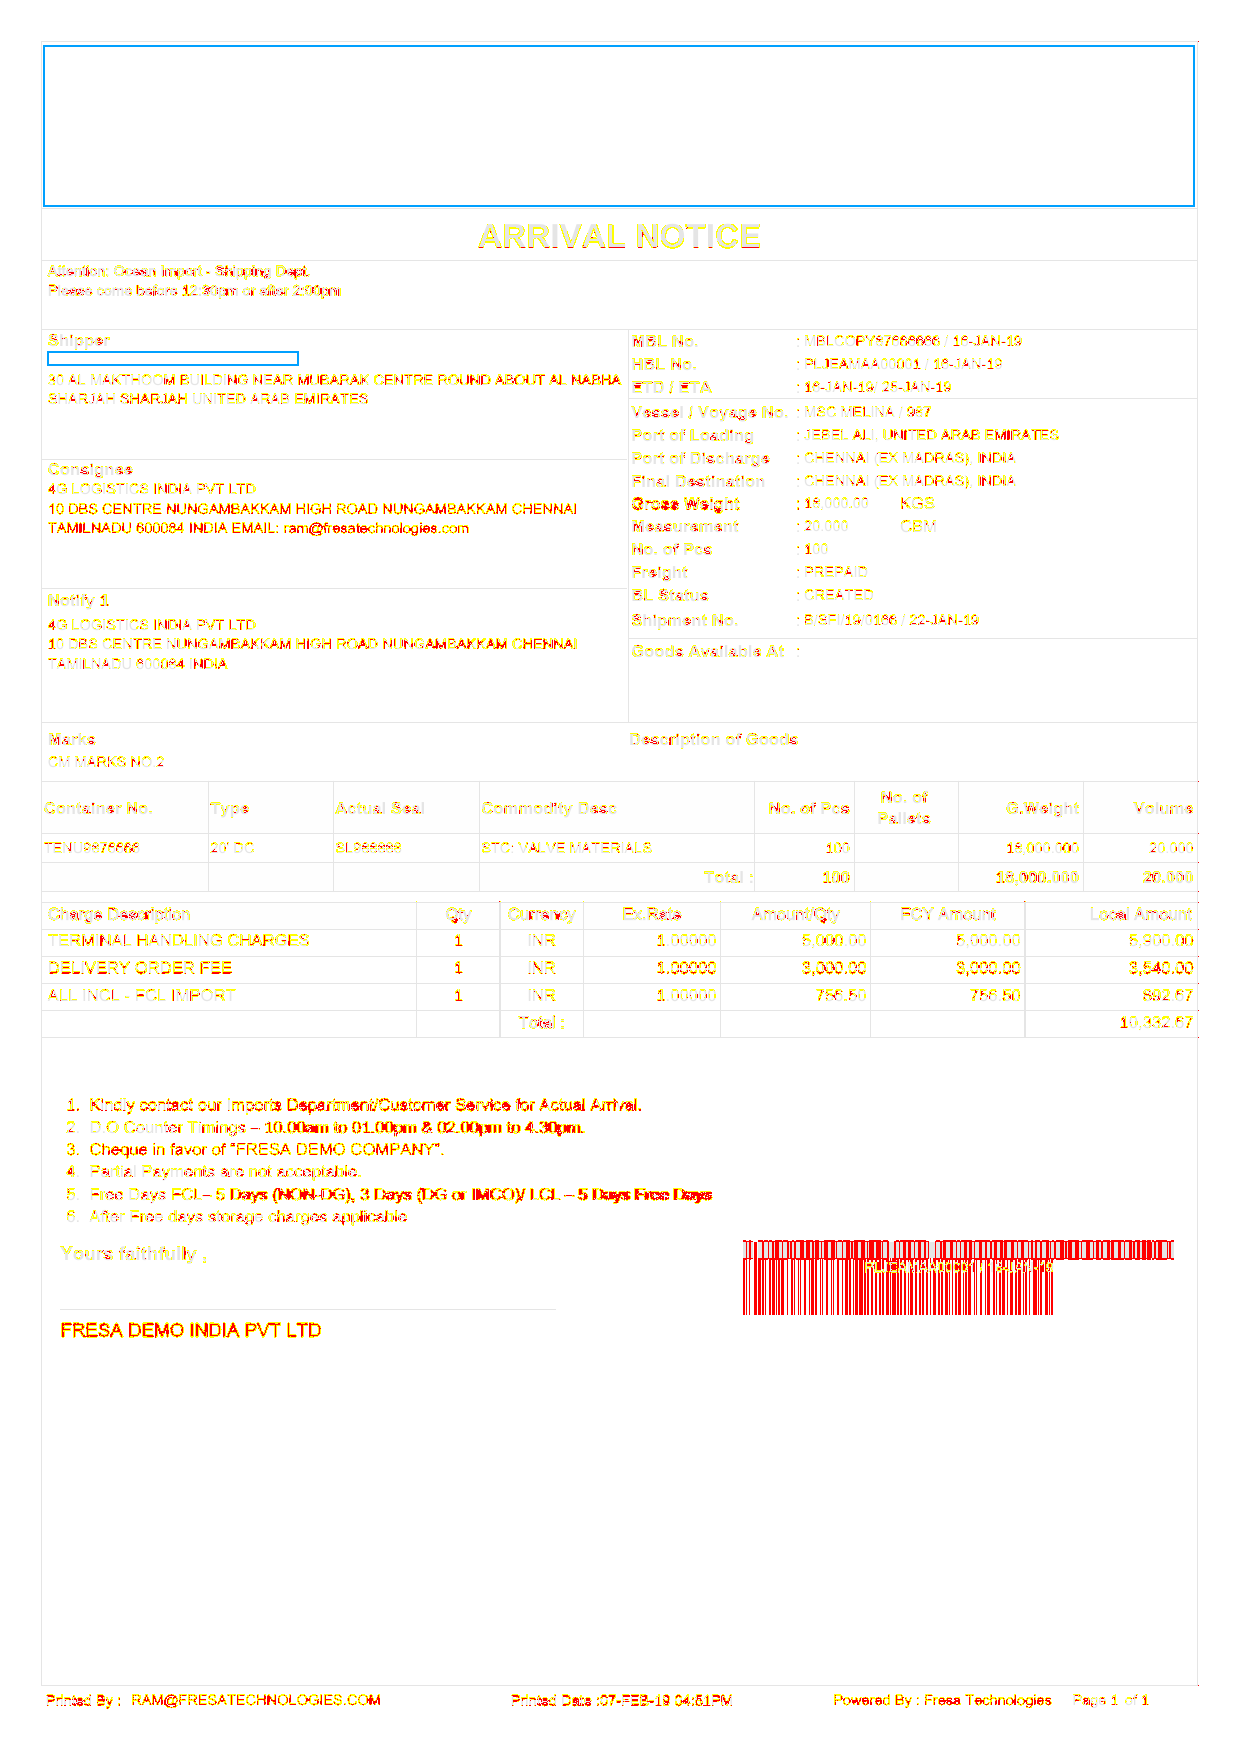 ARRIVAL NOTICE
Attention: Ocean Import - Shipping Dept.
Please come before 12:30pm or after 2:00pm
Shipper
30 AL MAKTHOOM BUILDING NEAR MUBARAK CENTRE ROUND ABOUT AL NABHA
SHARJAH SHARJAH UNITED ARAB EMIRATES
Consignee
4G LOGISTICS INDIA PVT LTD
10 DBS CENTRE NUNGAMBAKKAM HIGH ROAD NUNGAMBAKKAM CHENNAI
TAMILNADU 600034 INDIA EMAIL: ram@fresatechnologies.com
Notify 1
4G LOGISTICS INDIA PVT LTD
10 DBS CENTRE NUNGAMBAKKAM HIGH ROAD NUNGAMBAKKAM CHENNAI
TAMILNADU 600034 INDIA
MBL No. : / 16-JAN-19
HBL No. : PLJEAMAA00001 / 16-JAN-19
ETD / ETA : 16-JAN-19/ 25-JAN-19
Vessel / Voyage No. : MSC MELINA / 987
Port of Loading : JEBEL ALI, UNITED ARAB EMIRATES
Port of Discharge : CHENNAI (EX MADRAS), INDIA
Final Destination : CHENNAI (EX MADRAS), INDIA
Gross Weight : 18,000.00 KGS
Measurement : 20.000 CBM
No. of Pcs : 100
Freight : PREPAID
BL Status : CREATED
Shipment No. : / 22-JAN-19
Goods Available At :
Marks Description of Goods
CM MARKS NO 2
Container No. Type Actual Seal Commodity Desc No. of Pcs No. of Pallets G.Weight Volume
20' DC STC: VALVE MATERIALS 100 18,000.000 20.000
Total : 100 18,000.000 20.000
Charge Description Qty Currency Ex.Rate Amount/Qty FCY Amount Local Amount
TERMINAL HANDLING CHARGES 1 INR 1.00000 5,000.00 5,000.00 5,900.00
DELIVERY ORDER FEE 1 INR 1.00000 3,000.00 3,000.00 3,540.00
ALL INCL - FCL IMPORT 1 INR 1.00000 756.50 756.50 892.67
Total : 10,332.67
1. Kindly contact our Imports Department/Customer Service for Actual Arrival.
2. D.O Counter Timings – 10.00am to 01.00pm & 02.00pm to 4.30pm.
3. Cheque in favor of "FRESA DEMO COMPANY".
4. Partial Payments are not acceptable.
5. Free Days FCL– 5 Days (NON-DG), 3 Days (DG or IMCO)/ LCL – 5 Days Free Days
6. After Free days storage charges applicable
Yours faithfully ,
PLJEAMAA00001 / 16-JAN-19
FRESA DEMO INDIA PVT LTD
Printed By : RAM@FRESATECHNOLOGIES.COM Printed Date :07-FEB-19 04:51PM Powered By : Fresa Technologies Page 1 of 1